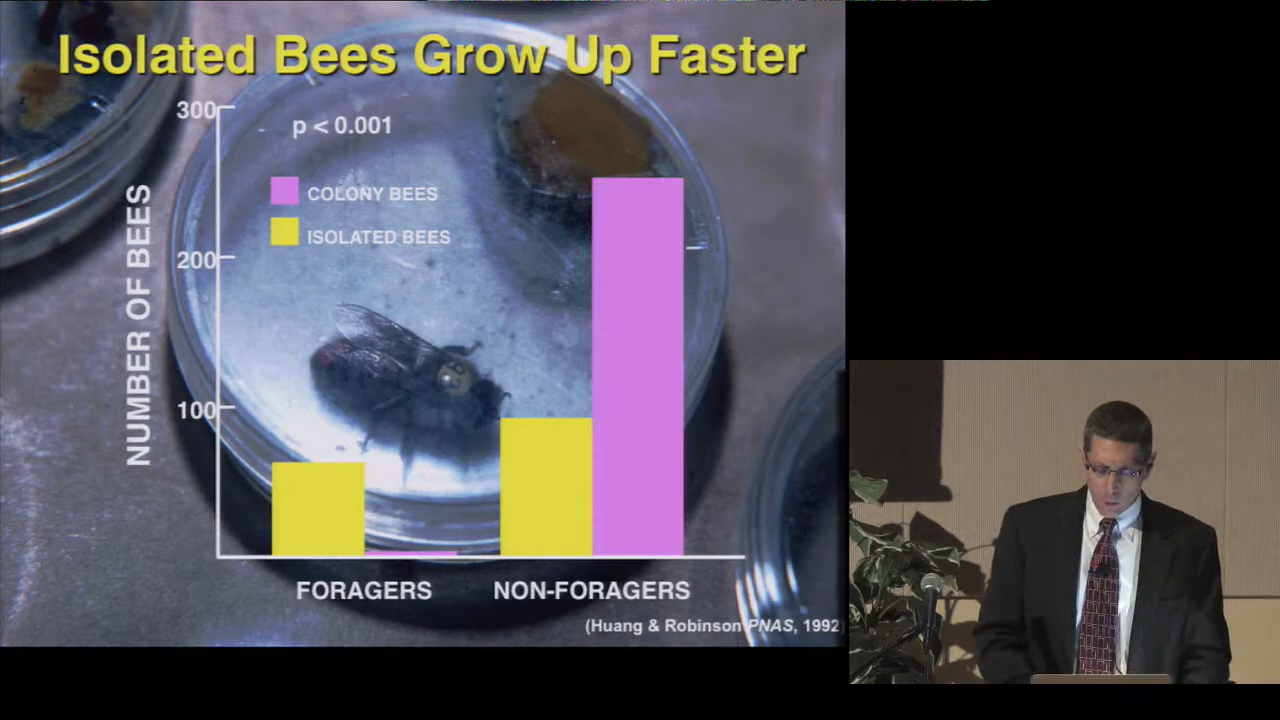 Isolated Bees Grow Up Faster
300
p < 0.001
COLONY BEES
ISOLATED BEES
200
100
NUMBER OF BEES
FORAGERS
NON-FORAGERS
(Huang & Robinson PNAS, 1992)